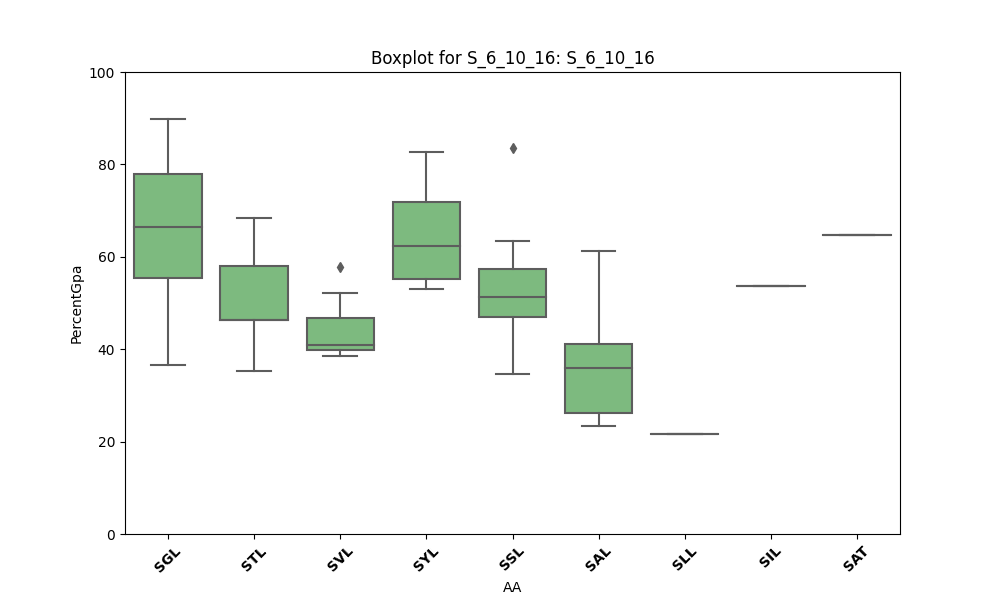 Boxplot for S_6_10_16: S_6_10_16
100
80
60
40
20
0
PercentGpa
SGL
STL
SVL
SYL
SSL
SAL
SLL
SIL
SAT
AA